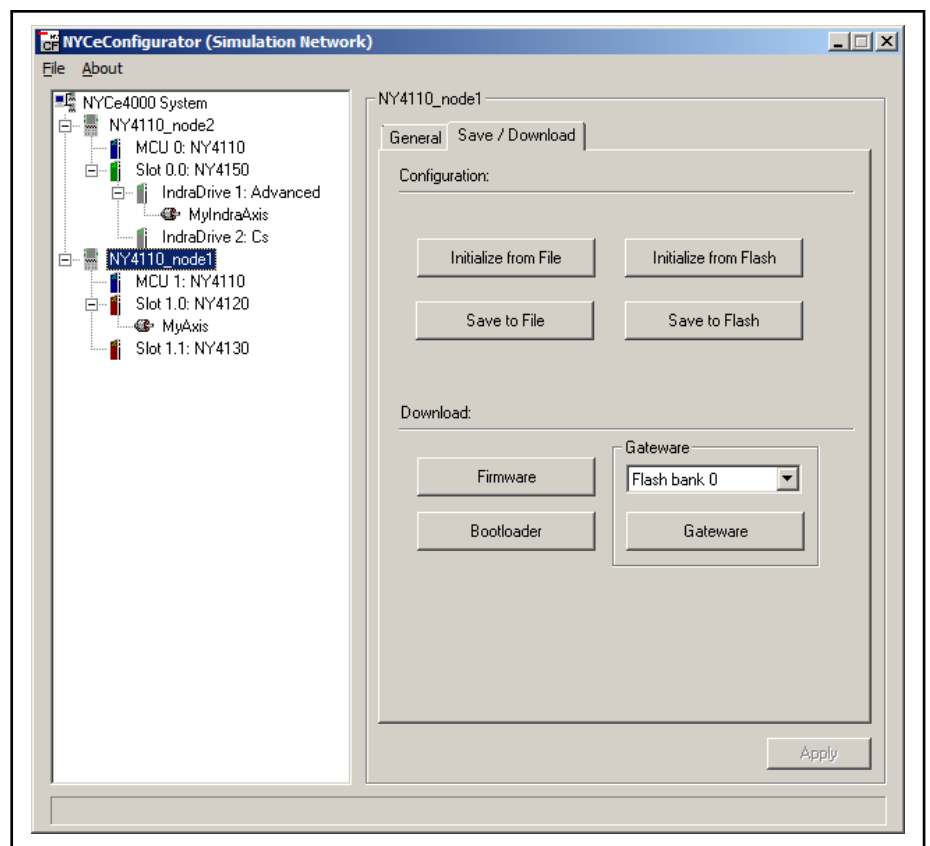 NYCeConfigurator (Simulation Network)
File About
NYCe4000 System
NY4110_node2
MCU 0: NY4110
Slot 0.0: NY4150
IndraDrive 1: Advanced
MyIndraAxis
IndraDrive 2: Cs
NY4110_node1
MCU 1: NY4110
Slot 1.0: NY4120
MyAxis
Slot 1.1: NY4130
NY4110_node1
General Save / Download
Configuration:
Initialize from File Initialize from Flash
Save to File Save to Flash
Download:
Gateware
Firmware Flash bank 0
Bootloader Gateware
Apply